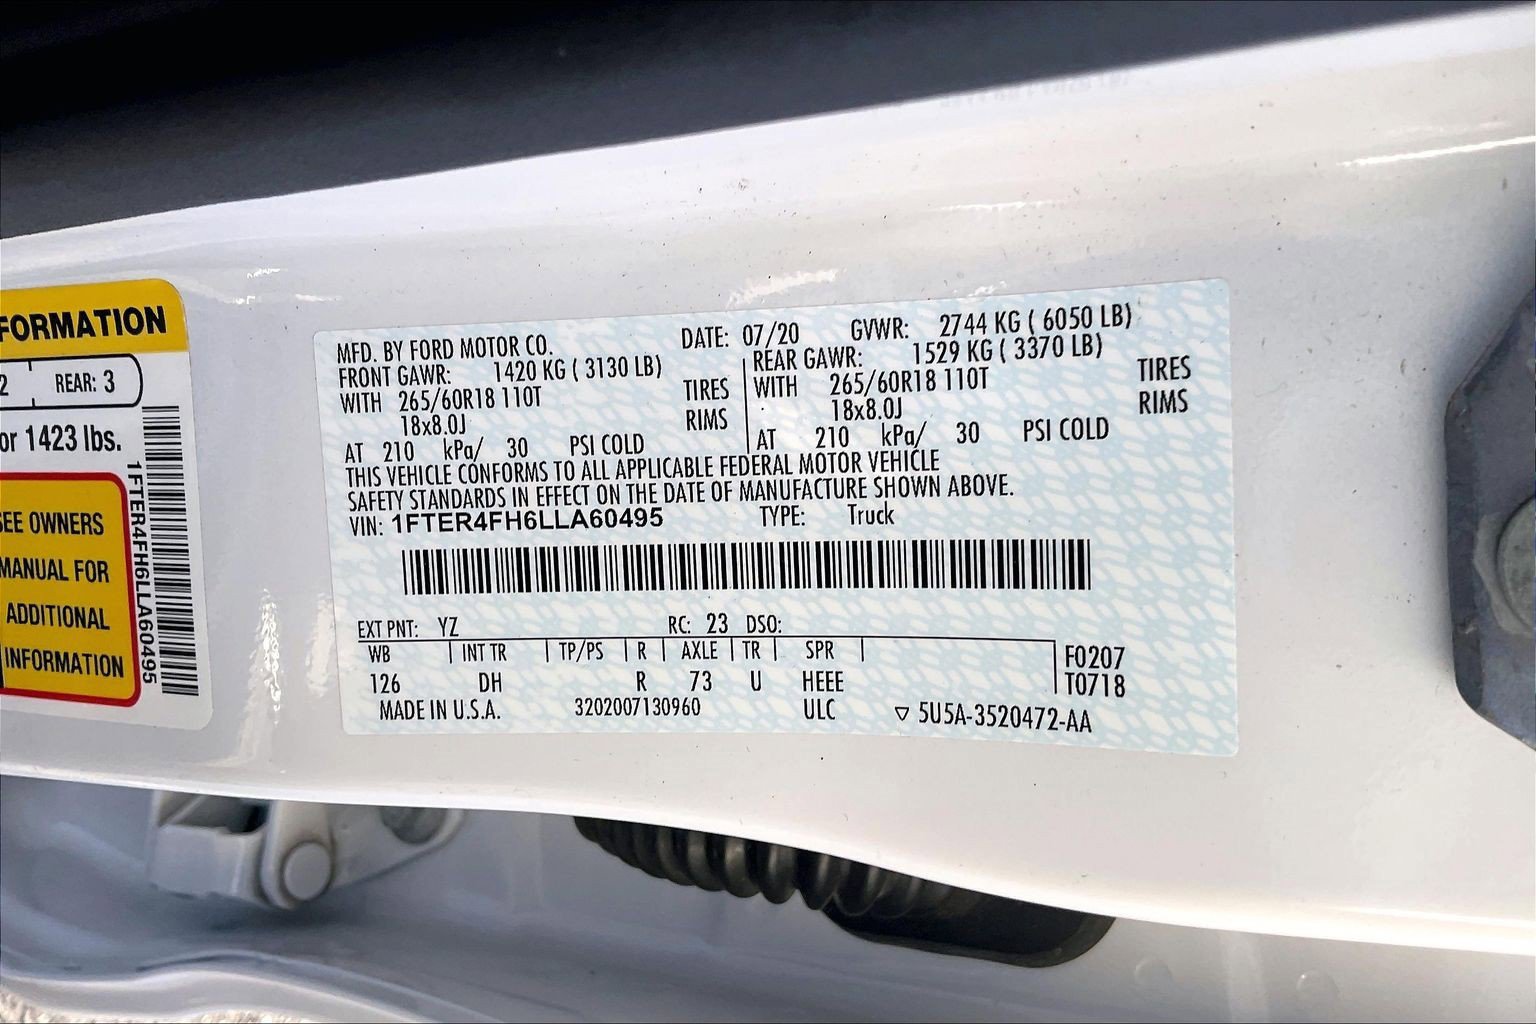 FORMATION
2 REAR: 3
or 1423 lbs.
SEE OWNERS
MANUAL FOR
ADDITIONAL
INFORMATION
1FTER4FH6LLA60495
MFD. BY FORD MOTOR CO. DATE: 07/20 GVWR: 2744 KG ( 6050 LB)
FRONT GAWR: 1420 KG ( 3130 LB) REAR GAWR: 1529 KG ( 3370 LB)
WITH 265/60R18 110T TIRES WITH 265/60R18 110T TIRES
18x8.0J RIMS 18x8.0J RIMS
AT 210 kPa/ 30 PSI COLD AT 210 kPa/ 30 PSI COLD
THIS VEHICLE CONFORMS TO ALL APPLICABLE FEDERAL MOTOR VEHICLE
SAFETY STANDARDS IN EFFECT ON THE DATE OF MANUFACTURE SHOWN ABOVE.
VIN: 1FTER4FH6LLA60495 TYPE: Truck
EXT PNT: YZ RC: 23 DSO:
WB INT TR TP/PS R AXLE TR SPR F0207
126 DH R 73 U HEEE T0718
MADE IN U.S.A. 3202007130960 ULC ▽ 5U5A-3520472-AA